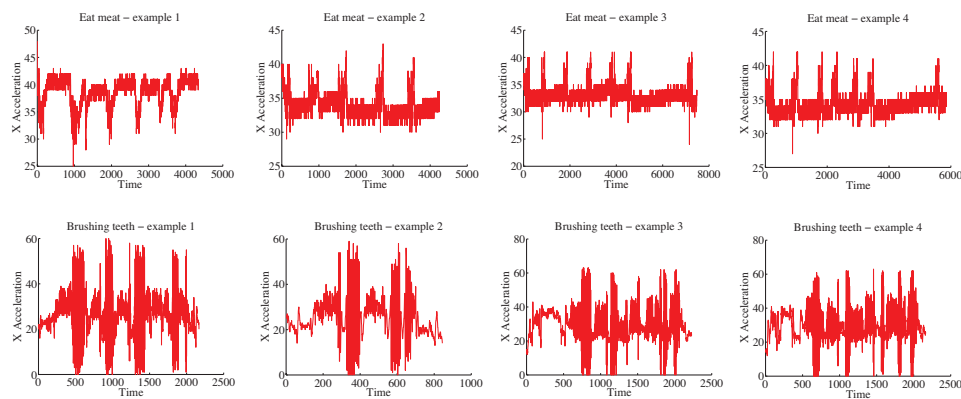 Eat meat – example 1
50
45
40
35
30
25
X Acceleration
0 1000 2000 3000 4000 5000
Time
Eat meat – example 2
45
40
35
30
25
X Acceleration
0 1000 2000 3000 4000 5000
Time
Eat meat – example 3
45
40
35
30
25
20
X Acceleration
0 2000 4000 6000 8000
Time
Eat meat – example 4
45
40
35
30
25
X Acceleration
0 2000 4000 6000
Time
Brushing teeth – example 1
60
40
20
0
X Acceleration
0 500 1000 1500 2000 2500
Time
Brushing teeth – example 2
60
40
20
0
X Acceleration
0 200 400 600 800 1000
Time
Brushing teeth – example 3
80
60
40
20
0
X Acceleration
0 500 1000 1500 2000 2500
Time
Brushing teeth – example 4
80
60
40
20
0
X Acceleration
0 500 1000 1500 2000 2500
Time